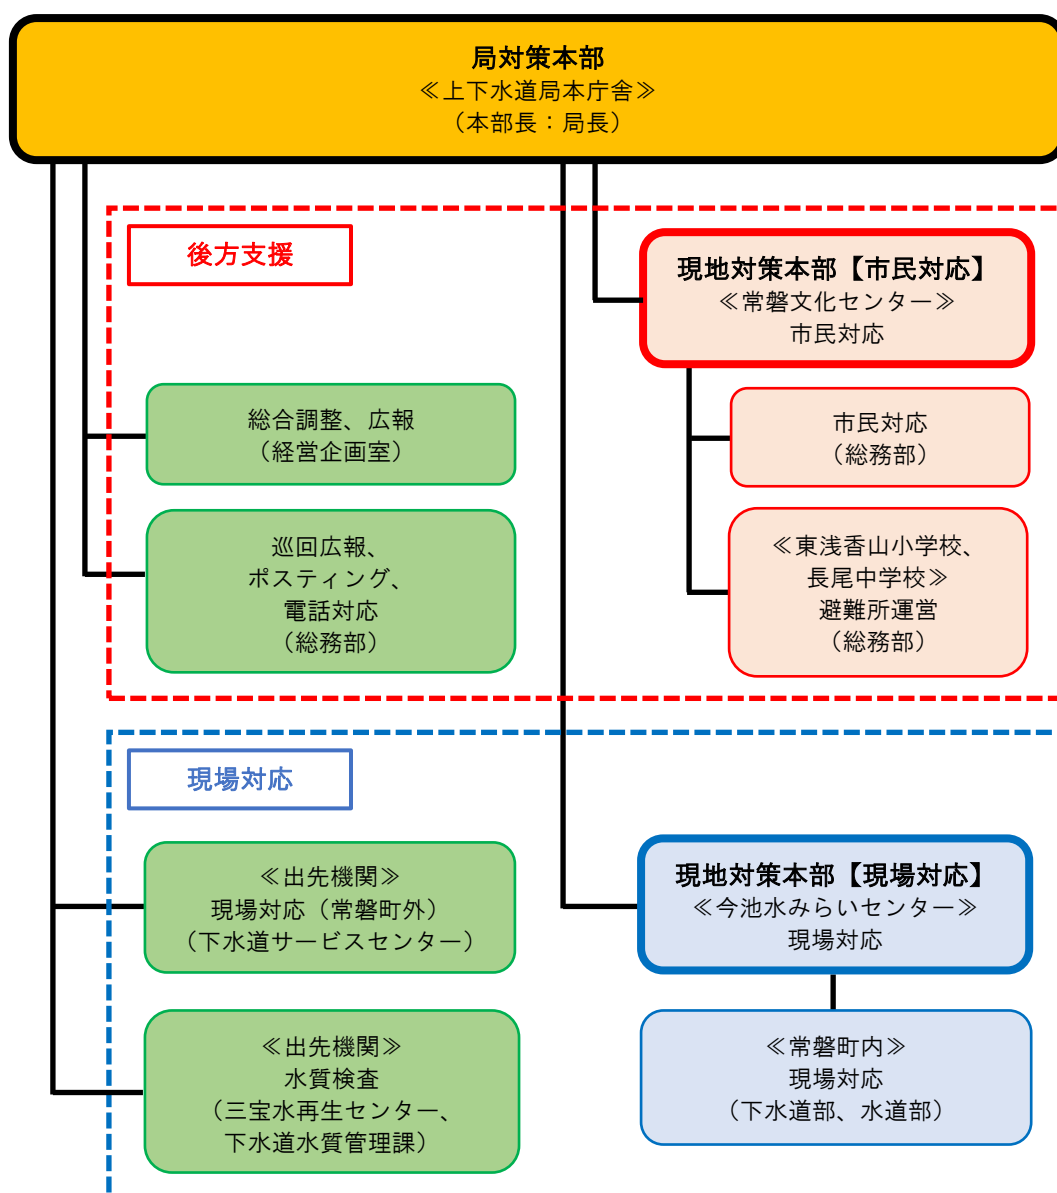 局対策本部
≪上下水道局本庁舎≫
（本部長：局長）
後方支援
現地対策本部【市民対応】
≪常磐文化センター≫
市民対応
総合調整、広報
（経営企画室）
市民対応
（総務部）
巡回広報、
ポスティング、
電話対応
（総務部）
≪東浅香山小学校、
長尾中学校≫
避難所運営
（総務部）
現場対応
≪出先機関≫
現場対応（常磐町外）
（下水道サービスセンター）
現地対策本部【現場対応】
≪今池水みらいセンター≫
現場対応
≪出先機関≫
水質検査
（三宝水再生センター、
下水道水質管理課）
≪常磐町内≫
現場対応
（下水道部、水道部）